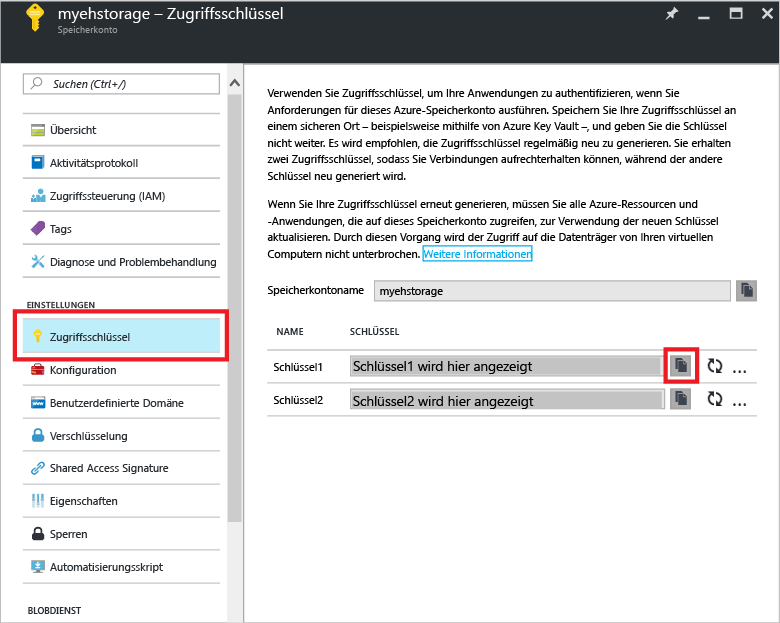 myehstorage – Zugriffsschlüssel
Speicherkonto
Suchen (Ctrl+/)
Übersicht
Aktivitätsprotokoll
Zugriffssteuerung (IAM)
Tags
Diagnose und Problembehandlung
EINSTELLUNGEN
Zugriffsschlüssel
Konfiguration
Benutzerdefinierte Domäne
Verschlüsselung
Shared Access Signature
Eigenschaften
Sperren
Automatisierungsskript
BLOBDIENST
Verwenden Sie Zugriffsschlüssel, um Ihre Anwendungen zu authentifizieren, wenn Sie
Anforderungen für dieses Azure-Speicherkonto ausführen. Speichern Sie Ihre Zugriffsschlüssel an
einem sicheren Ort – beispielsweise mithilfe von Azure Key Vault –, und geben Sie die Schlüssel
nicht weiter. Es wird empfohlen, die Zugriffsschlüssel regelmäßig neu zu generieren. Sie erhalten
zwei Zugriffsschlüssel, sodass Sie Verbindungen aufrechterhalten können, während der andere
Schlüssel neu generiert wird.
Wenn Sie Ihre Zugriffsschlüssel erneut generieren, müssen Sie alle Azure-Ressourcen und
-Anwendungen, die auf dieses Speicherkonto zugreifen, zur Verwendung der neuen Schlüssel
aktualisieren. Durch diesen Vorgang wird der Zugriff auf die Datenträger von Ihren virtuellen
Computern nicht unterbrochen. Weitere Informationen
Speicherkontoname myehstorage
NAME SCHLÜSSEL
Schlüssel1 Schlüssel1 wird hier angezeigt ...
Schlüssel2 Schlüssel2 wird hier angezeigt ...